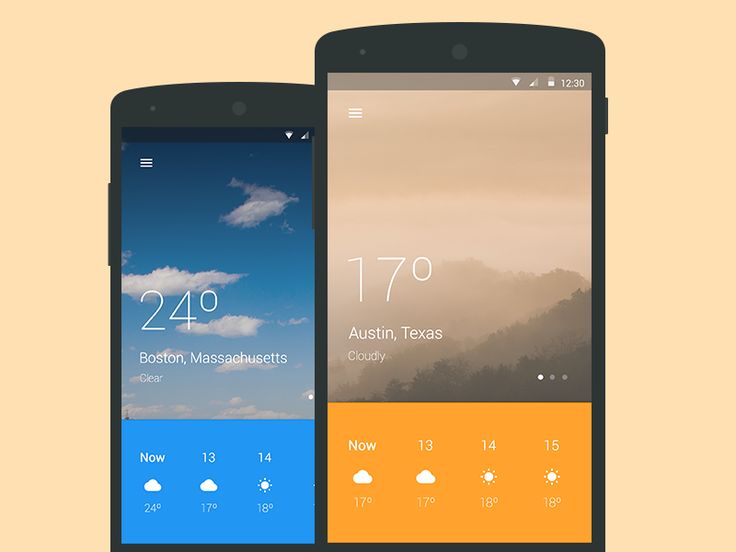 24º
Boston, Massachusetts
Clear
Now 13 14
24º 17º 18º
12:30
17º
Austin, Texas
Cloudly
Now 13 14 15
17º 17º 18º 18º